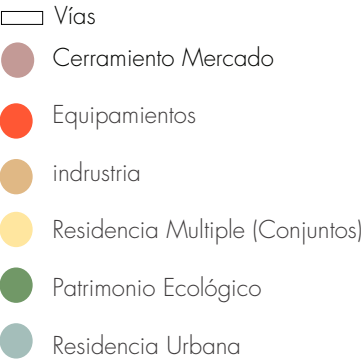 Vías
Cerramiento Mercado
Equipamientos
indrustria
Residencia Multiple (Conjuntos)
Patrimonio Ecológico
Residencia Urbana